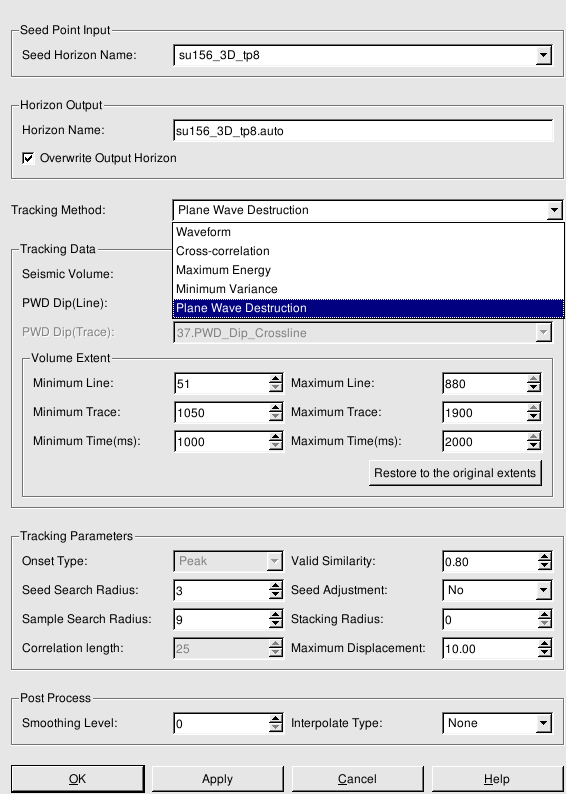 Seed Point Input
Seed Horizon Name: su156_3D_tp8
Horizon Output
Horizon Name: su156_3D_tp8.auto
Overwrite Output Horizon
Tracking Method: Plane Wave Destruction
Waveform
Tracking Data Cross-correlation
Seismic Volume: Maximum Energy
Minimum Variance
PWD Dip(Line): Plane Wave Destruction
PWD Dip(Trace): 37.PWD_Dip_Crossline
Volume Extent
Minimum Line: 51 Maximum Line: 880
Minimum Trace: 1050 Maximum Trace: 1900
Minimum Time(ms): 1000 Maximum Time(ms): 2000
Restore to the original extents
Tracking Parameters
Onset Type: Peak Valid Similarity: 0.80
Seed Search Radius: 3 Seed Adjustment: No
Sample Search Radius: 9 Stacking Radius: 0
Correlation length: 25 Maximum Displacement: 10.00
Post Process
Smoothing Level: 0 Interpolate Type: None
OK Apply Cancel Help